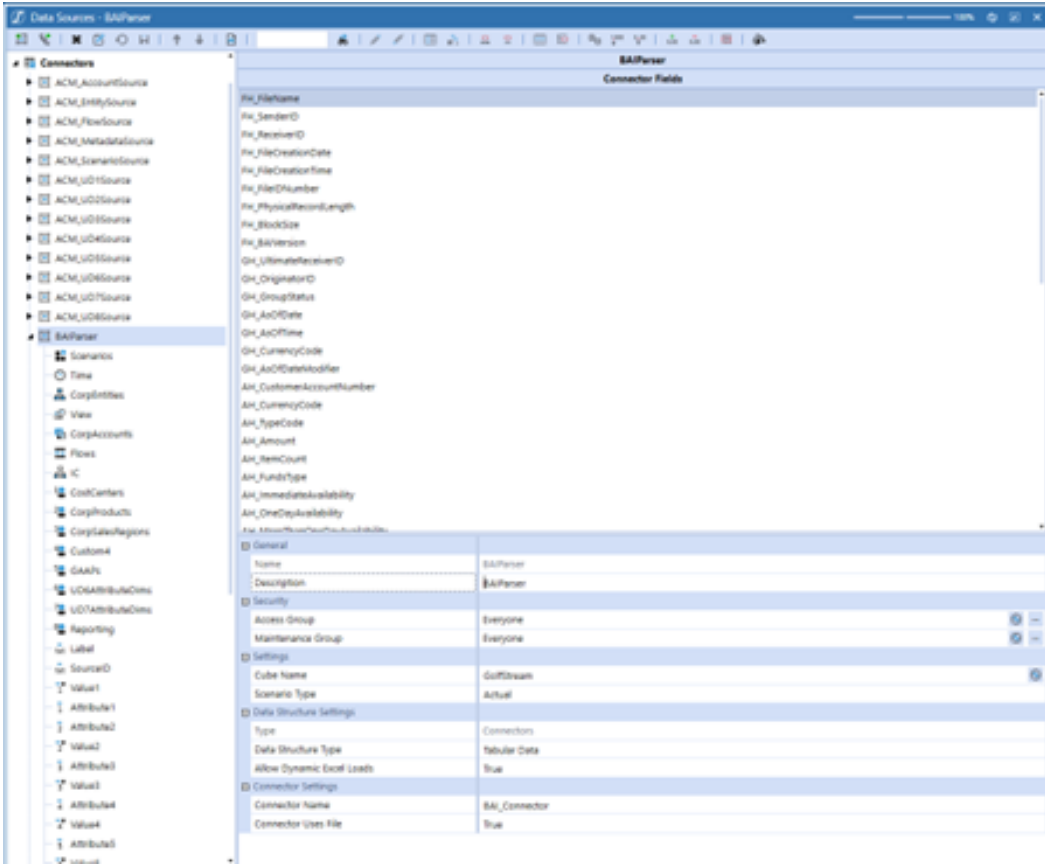 Data Sources - BAIParser
100%
BAIParser
Connector Fields
Connectors
ACM_AccountSource
ACM_EntitySource
ACM_FlowSource
ACM_MetadataSource
ACM_ScenarioSource
ACM_UD1Source
ACM_UD2Source
ACM_UD3Source
ACM_UD4Source
ACM_UD5Source
ACM_UD6Source
ACM_UD7Source
ACM_UD8Source
BAIParser
Scenarios
Time
CorpEntities
View
CorpAccounts
Flows
IC
CostCenters
CorpProducts
CorpSalesRegions
Custom4
GAAPs
UD6AttributeDims
UD7AttributeDims
Reporting
Label
SourceID
Value1
Attribute1
Attribute2
Value2
Attribute3
Value3
Attribute4
Value4
Attribute5
FH_FileName
FH_SenderID
FH_ReceiverID
FH_FileCreationDate
FH_FileCreationTime
FH_FileIDNumber
FH_PhysicalRecordLength
FH_BlockSize
FH_BAIVersion
GH_UltimateReceiverID
GH_OriginatorID
GH_GroupStatus
GH_AsOfDate
GH_AsOfTime
GH_CurrencyCode
GH_AsOfDateModifier
AH_CustomerAccountNumber
AH_CurrencyCode
AH_TypeCode
AH_Amount
AH_ItemCount
AH_FundsType
AH_ImmediateAvailability
AH_OneDayAvailability
AH_MoreThanOneDayAvailability
General
Name BAIParser
Description BAIParser
Security
Access Group Everyone
Maintenance Group Everyone
Settings
Cube Name GolfStream
Scenario Type Actual
Data Structure Settings
Type Connectors
Data Structure Type Tabular Data
Allow Dynamic Excel Loads True
Connector Settings
Connector Name BAI_Connector
Connector Uses File True